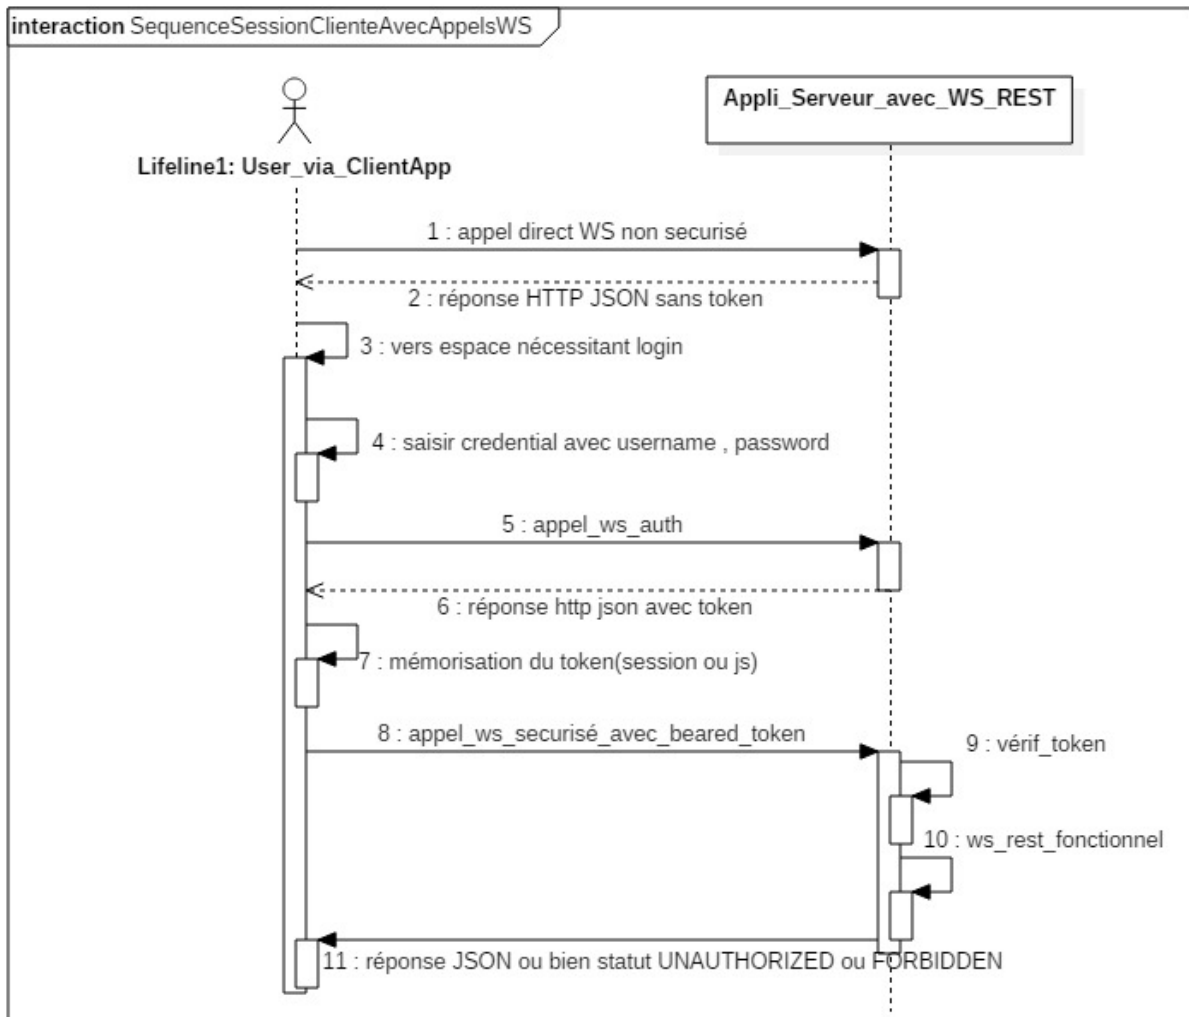 interaction SequenceSessionClienteAvecAppelsWS
Appli_Serveur_avec_WS_REST
Lifeline1: User_via_ClientApp
1 : appel direct WS non securisé
2 : réponse HTTP JSON sans token
3 : vers espace nécessitant login
4 : saisir credential avec username , password
5 : appel_ws_auth
6 : réponse http json avec token
7 : mémorisation du token(session ou js)
8 : appel_ws_securisé_avec_beared_token
9 : vérif_token
10 : ws_rest_fonctionnel
11 : réponse JSON ou bien statut UNAUTHORIZED ou FORBIDDEN